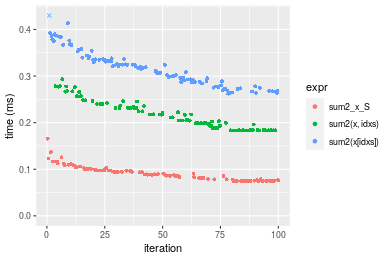 0.4
0.3
0.2
0.1
0.0
time (ms)
0
25
50
75
100
iteration
expr
sum2_x_S
sum2(x, idxs)
sum2(x[idxs])